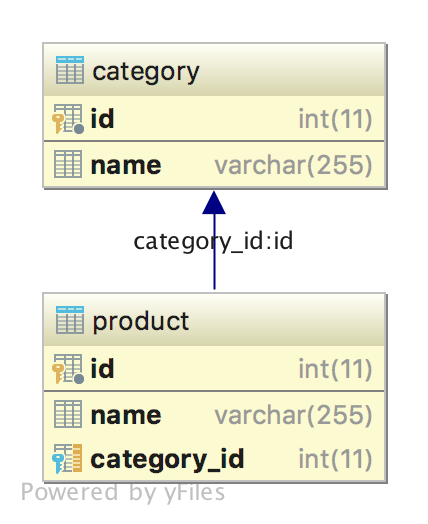 category
id int(11)
name varchar(255)
category_id:id
product
id int(11)
name varchar(255)
category_id int(11)
Powered by yFiles